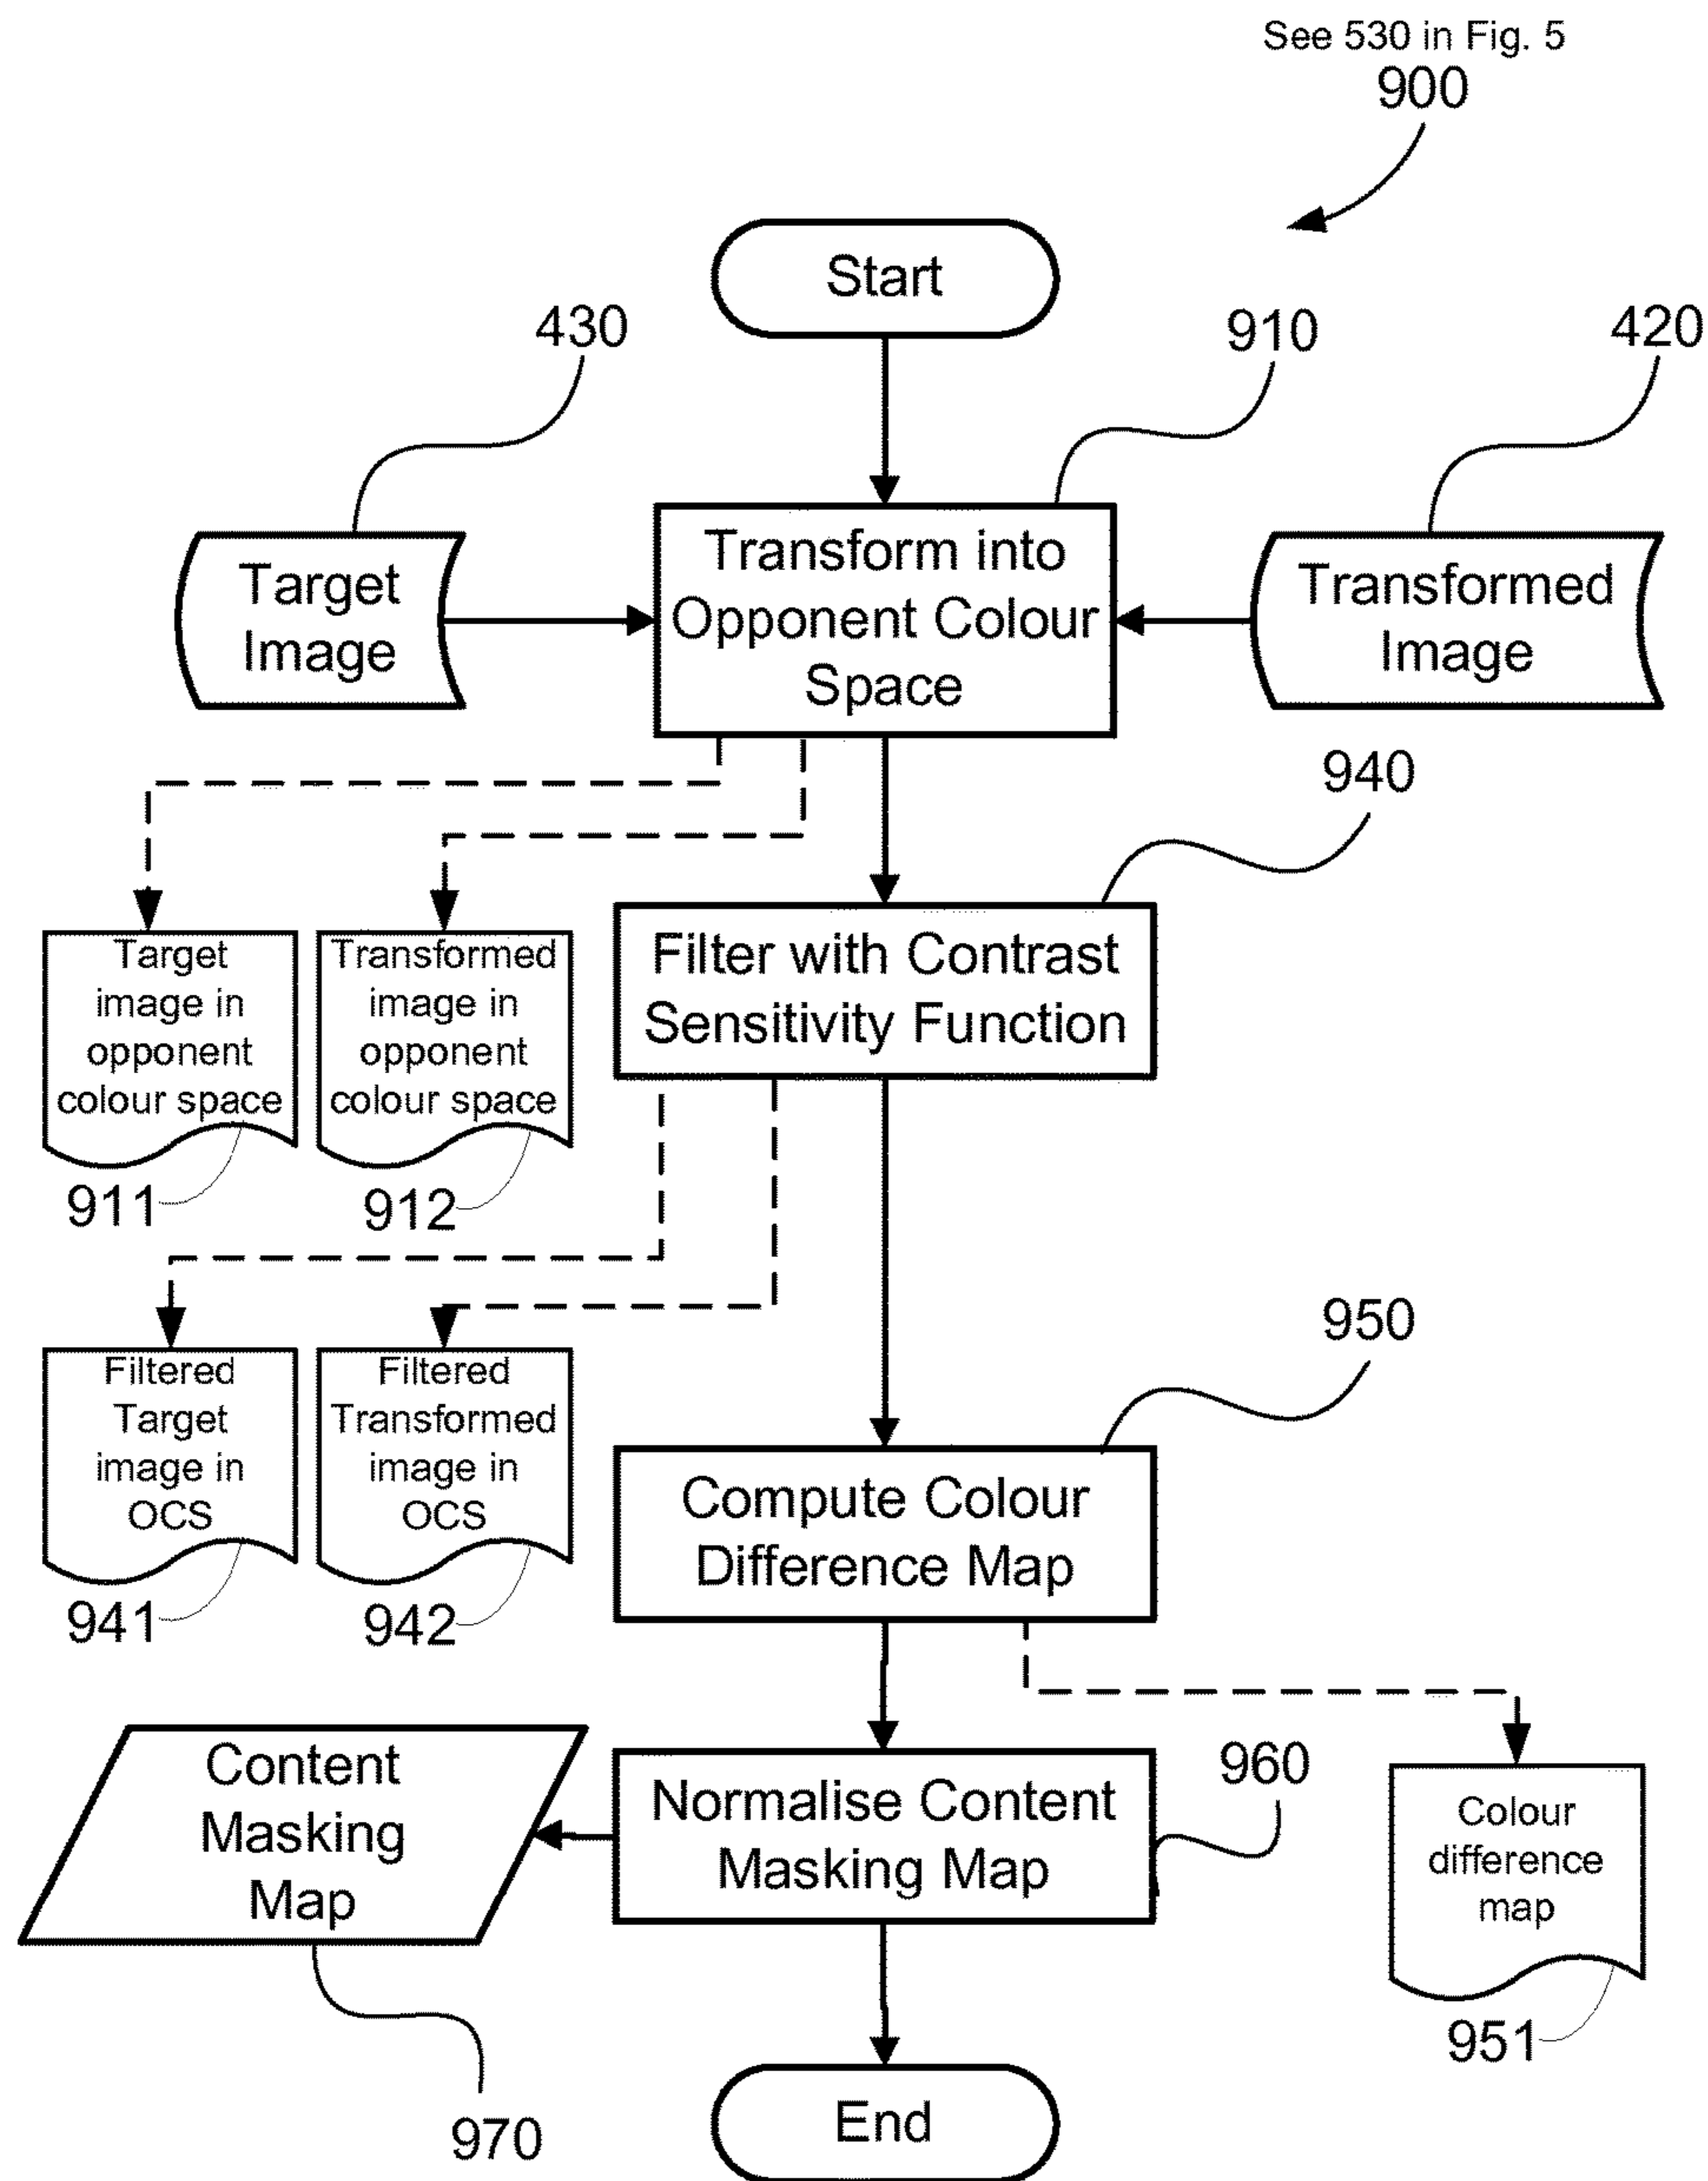 See 530 in Fig. 5
900
Start
430
910
420
Target
Image
Transform into
Opponent Colour
Space
Transformed
Image
940
Target
image in
opponent
colour space
Transformed
image in
opponent
colour space
Filter with Contrast
Sensitivity Function
911
912
950
Filtered
Target
image in
OCS
Filtered
Transformed
image in
OCS
Compute Colour
Difference Map
941
942
Content
Masking
Map
Normalise Content
Masking Map
960
Colour
difference
map
951
970
End